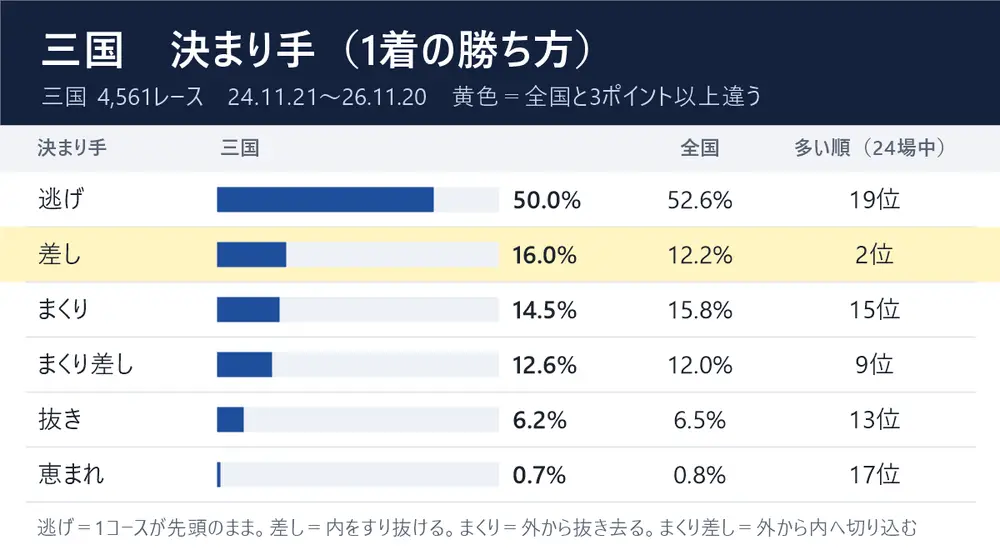 三国　決まり手（1着の勝ち方）
三国 4,561レース　24.11.21～26.11.20　黄色＝全国と3ポイント以上違う
決まり手　三国　全国　多い順（24場中）
逃げ　50.0%　52.6%　19位
差し　16.0%　12.2%　2位
まくり　14.5%　15.8%　15位
まくり差し　12.6%　12.0%　9位
抜き　6.2%　6.5%　13位
恵まれ　0.7%　0.8%　17位
逃げ＝1コースが先頭のまま。差し＝内をすり抜ける。まくり＝外から抜き去る。まくり差し＝外から内へ切り込む